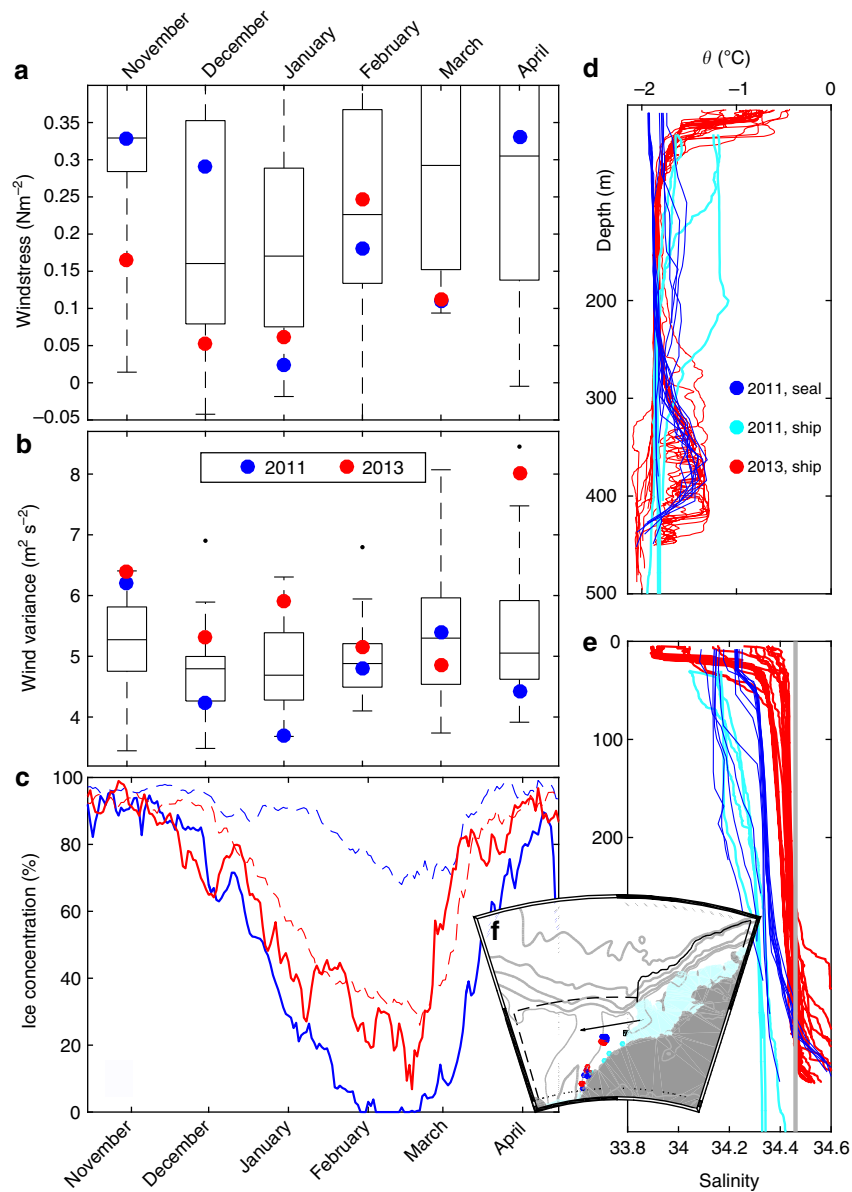 November
December
January
February
March
April
a
Windstress (Nm−2)
0.35
0.3
0.25
0.2
0.15
0.1
0.05
0
−0.05
b
Wind variance (m2 s−2)
8
7
6
5
4
2011
2013
c
Ice concentration (%)
100
80
60
40
20
0
November
December
January
February
March
April
d
θ (°C)
−2
−1
0
Depth (m)
200
300
400
500
2011, seal
2011, ship
2013, ship
e
0
100
200
f
33.8
34
34.2
34.4
34.6
Salinity